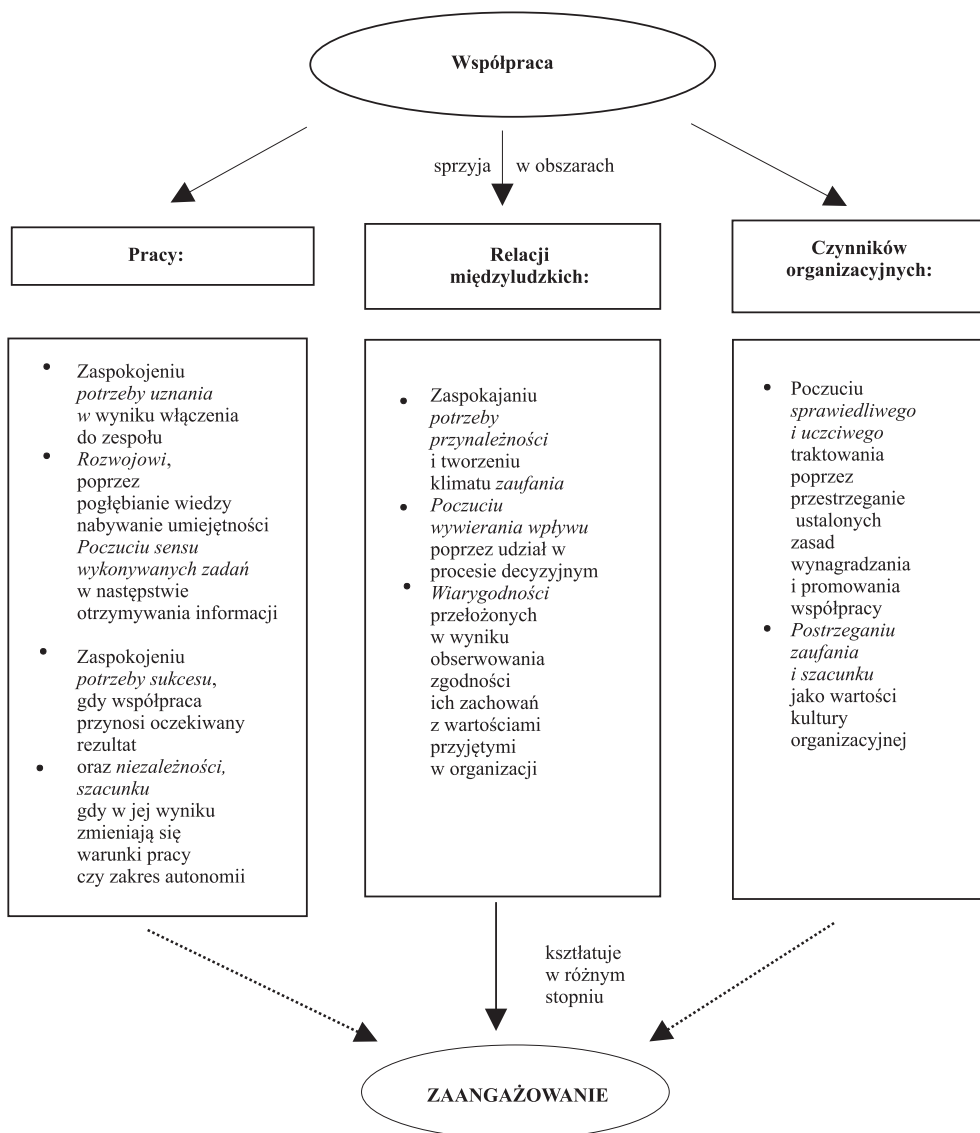 Współpraca
sprzyja w obszarach
Pracy:
Relacji
międzyludzkich:
Czynników
organizacyjnych:
• Zaspokojeniu
potrzeby uznania
w wyniku włączenia
do zespołu
• Rozwojowi,
poprzez
pogłębianie wiedzy
nabywanie umiejętności
Poczuciu sensu
wykonywanych zadań
w następstwie
otrzymywania informacji
• Zaspokojeniu
potrzeby sukcesu,
gdy współpraca
przynosi oczekiwany
rezultat
• oraz niezależności,
szacunku
gdy w jej wyniku
zmieniają się
warunki pracy
czy zakres autonomii
• Zaspokajaniu
potrzeby
przynależności
i tworzeniu
klimatu zaufania
• Poczuciu
wywierania wpływu
poprzez udział w
procesie decyzyjnym
• Wiarygodności
przełożonych
w wyniku
obserwowania
zgodności
ich zachowań
z wartościami
przyjętymi
w organizacji
• Poczuciu
sprawiedliwego
i uczciwego
traktowania
poprzez
przestrzeganie
ustalonych
zasad
wynagradzania
i promowania
współpracy
• Postrzeganiu
zaufania
i szacunku
jako wartości
kultury
organizacyjnej
kształtuje
w różnym
stopniu
ZAANGAŻOWANIE